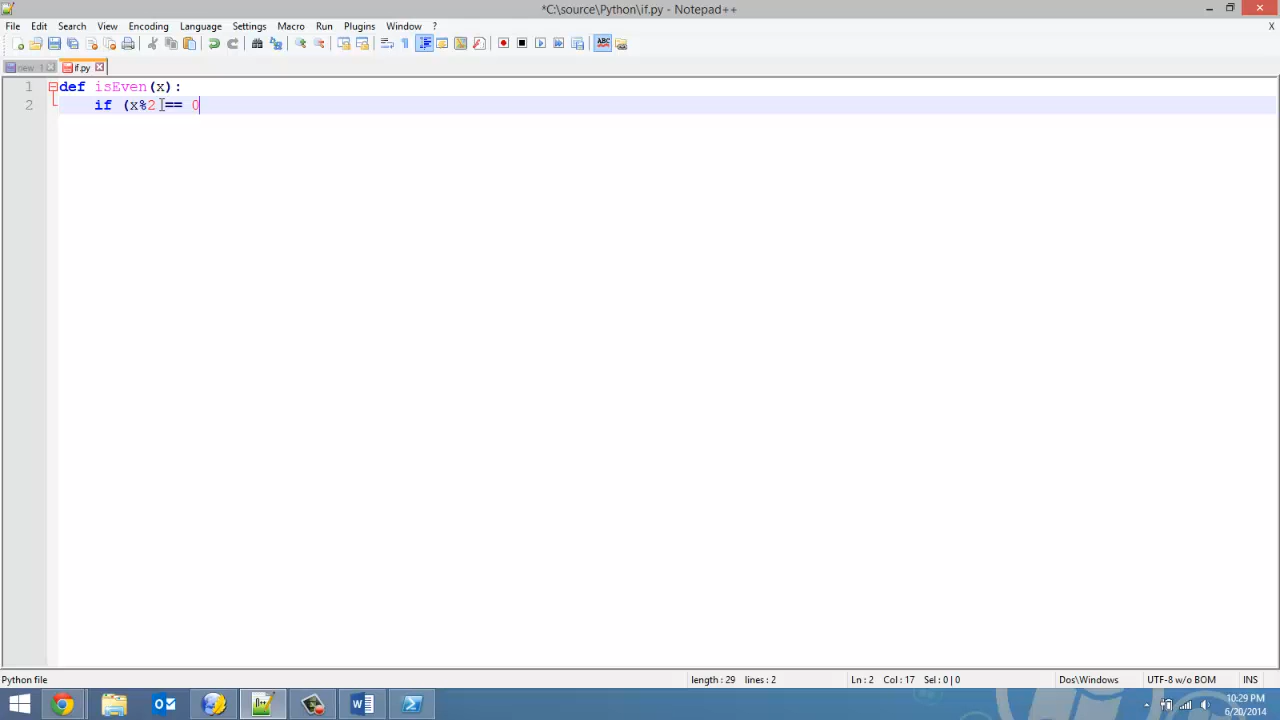 *C:\source\Python\if.py - Notepad++
File Edit Search View Encoding Language Settings Macro Run Plugins Window ? X
new 1 if.py
1 def isEven(x):
2 if (x%2 == 0
Python file length : 29 lines : 2 Ln : 2 Col : 17 Sel : 0 | 0 Dos\Windows UTF-8 w/o BOM INS
10:29 PM
6/20/2014